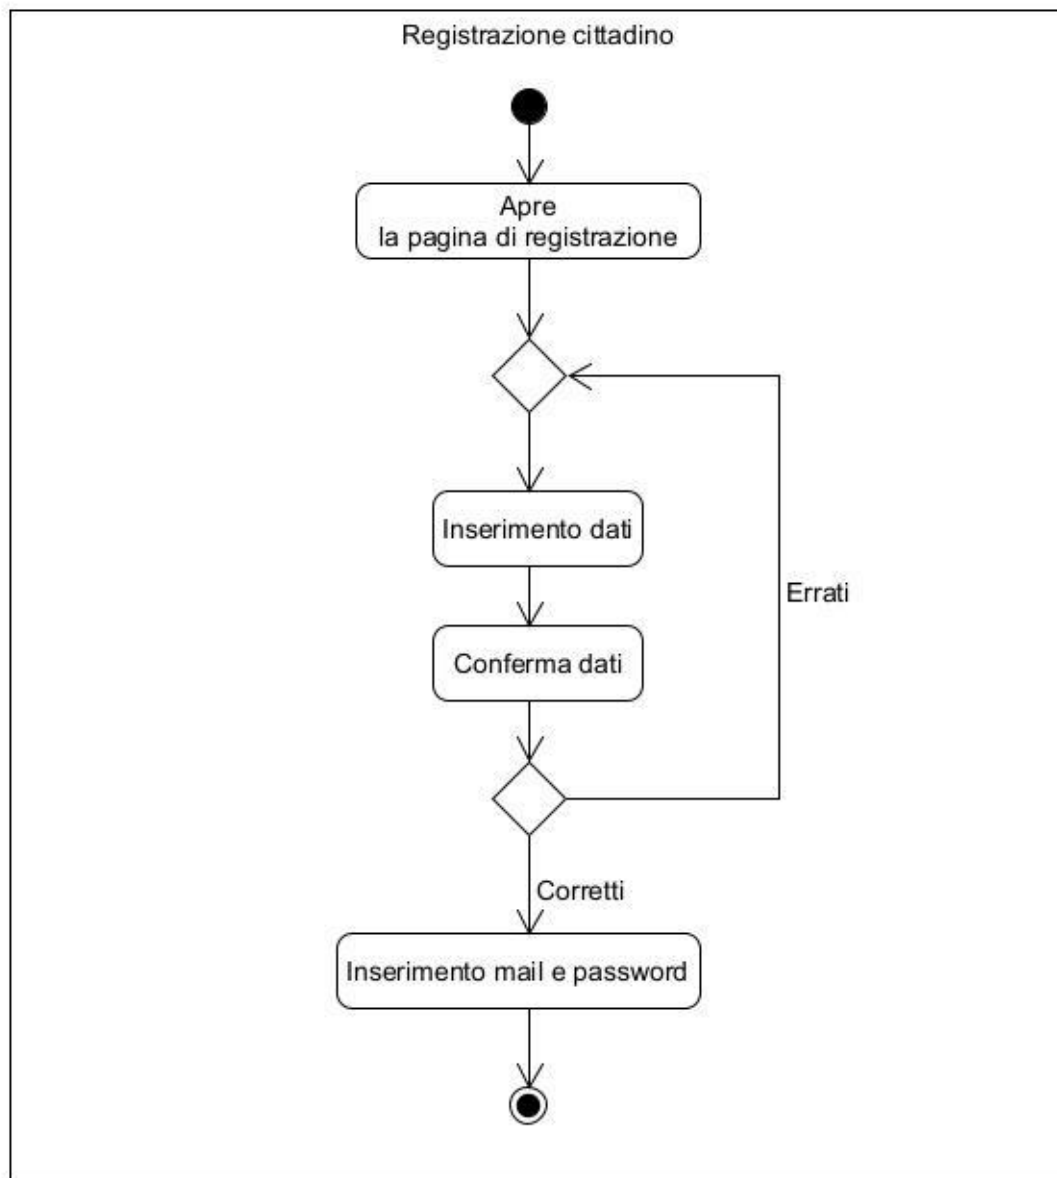 Registrazione cittadino
Apre
la pagina di registrazione
Inserimento dati
Errati
Conferma dati
Corretti
Inserimento mail e password